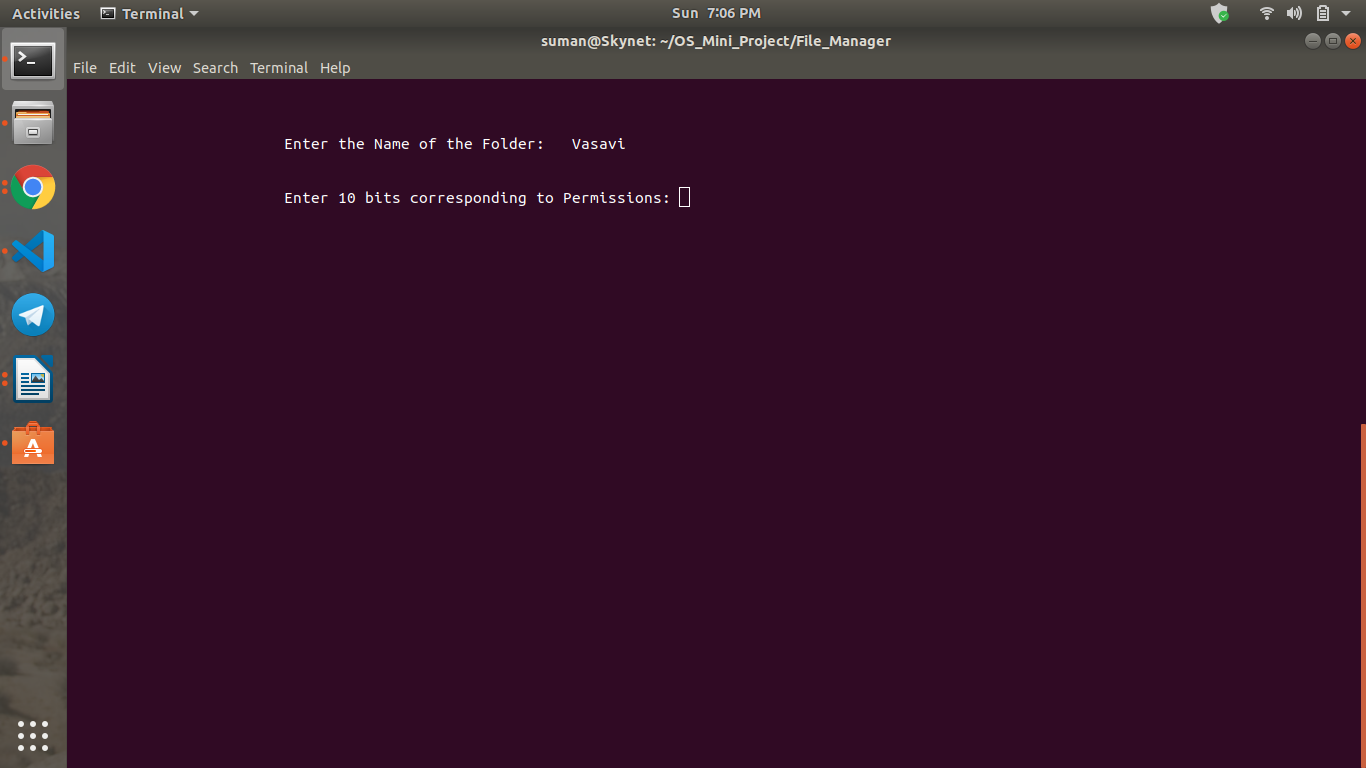 Activities Terminal Sun 7:06 PM
suman@Skynet: ~/OS_Mini_Project/File_Manager
File Edit View Search Terminal Help
Enter the Name of the Folder: Vasavi
Enter 10 bits corresponding to Permissions: